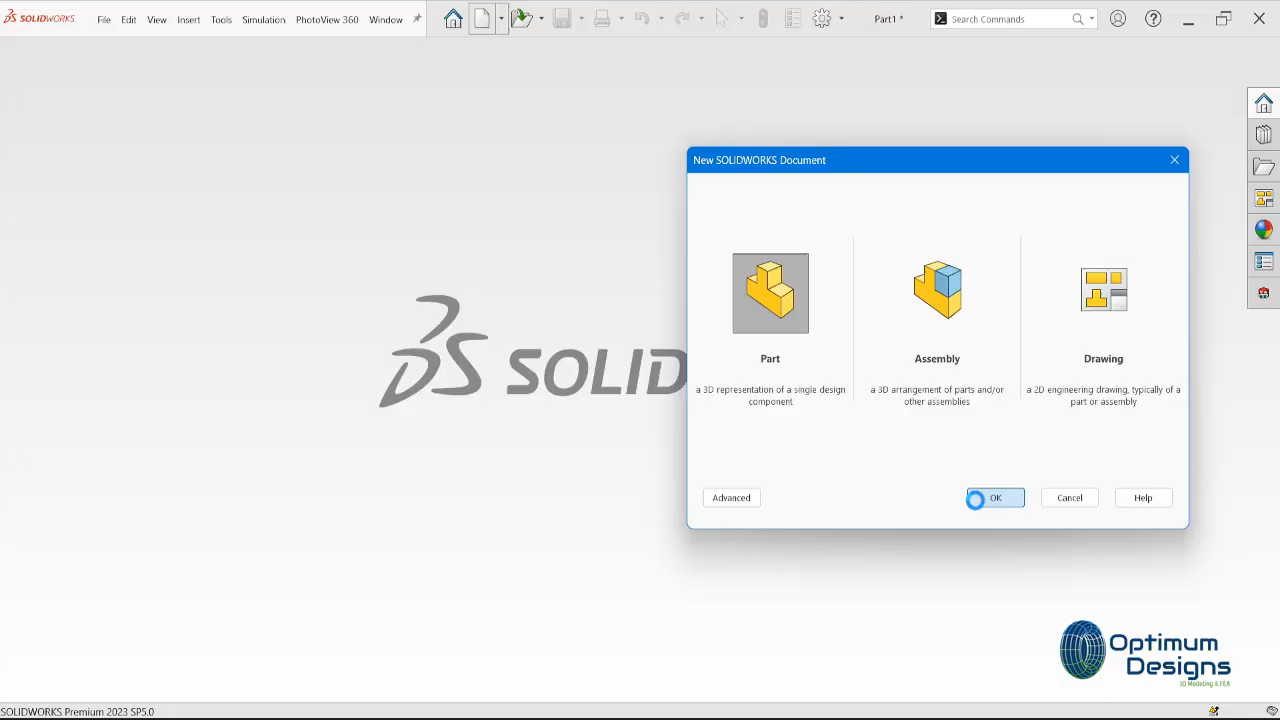 SOLIDWORKS File Edit View Insert Tools Simulation PhotoView 360 Window Part1 * Search Commands
New SOLIDWORKS Document
SOLID
Part Assembly Drawing
a 3D representation of a single design component
a 3D arrangement of parts and/or other assemblies
a 2D engineering drawing, typically of a part or assembly
Advanced OK Cancel Help
Optimum
Designs
3D Modeling & FEA
SOLIDWORKS Premium 2023 SP5.0